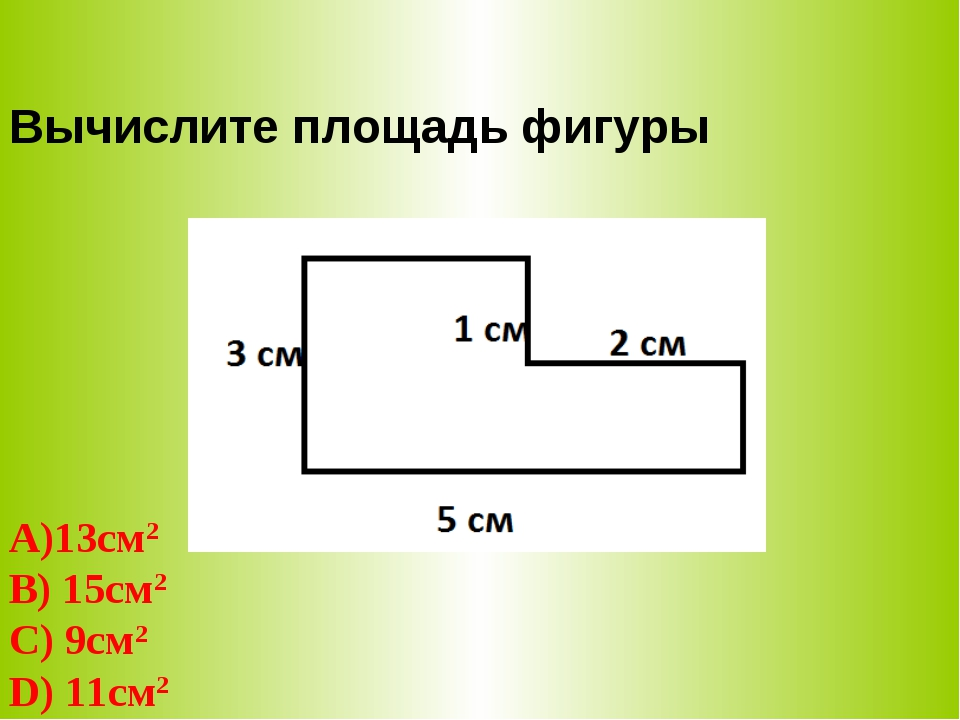 Вычислите площадь фигуры
1 см
2 см
3 см
5 см
A)13см²
B) 15см²
C) 9см²
D) 11см²